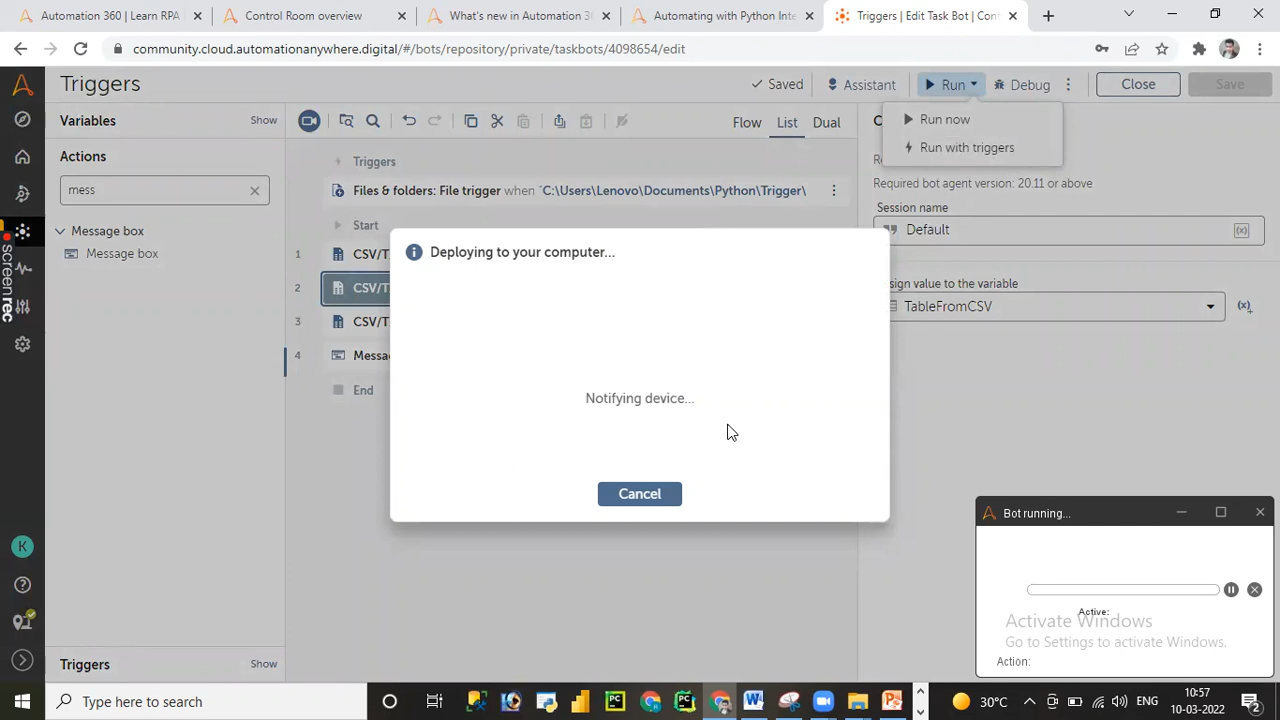 Automation 360 | Learn RPA
Control Room overview
What's new in Automation 3
Automating with Python Inte
Triggers | Edit Task Bot | Con
community.cloud.automationanywhere.digital/#/bots/repository/private/taskbots/4098654/edit
Triggers
Saved
Assistant
Run
Debug
Close
Save
Variables
Show
Flow
List
Dual
Run now
Run with triggers
Actions
mess
Message box
Message box
Triggers
Files & folders: File trigger when "C:\Users\Lenovo\Documents\Python\Trigger\
Start
1 CSV/T
2 CSV/T
3 CSV/T
4 Messa
End
Required bot agent version: 20.11 or above
Session name
Default
sign value to the variable
TableFromCSV
(x)
Deploying to your computer...
Notifying device...
Cancel
Bot running...
Active:
Activate Windows
Go to Settings to activate Windows.
Action:
screenrec
K
Triggers
Show
Type here to search
30°C
ENG
10:57
10-03-2022
2